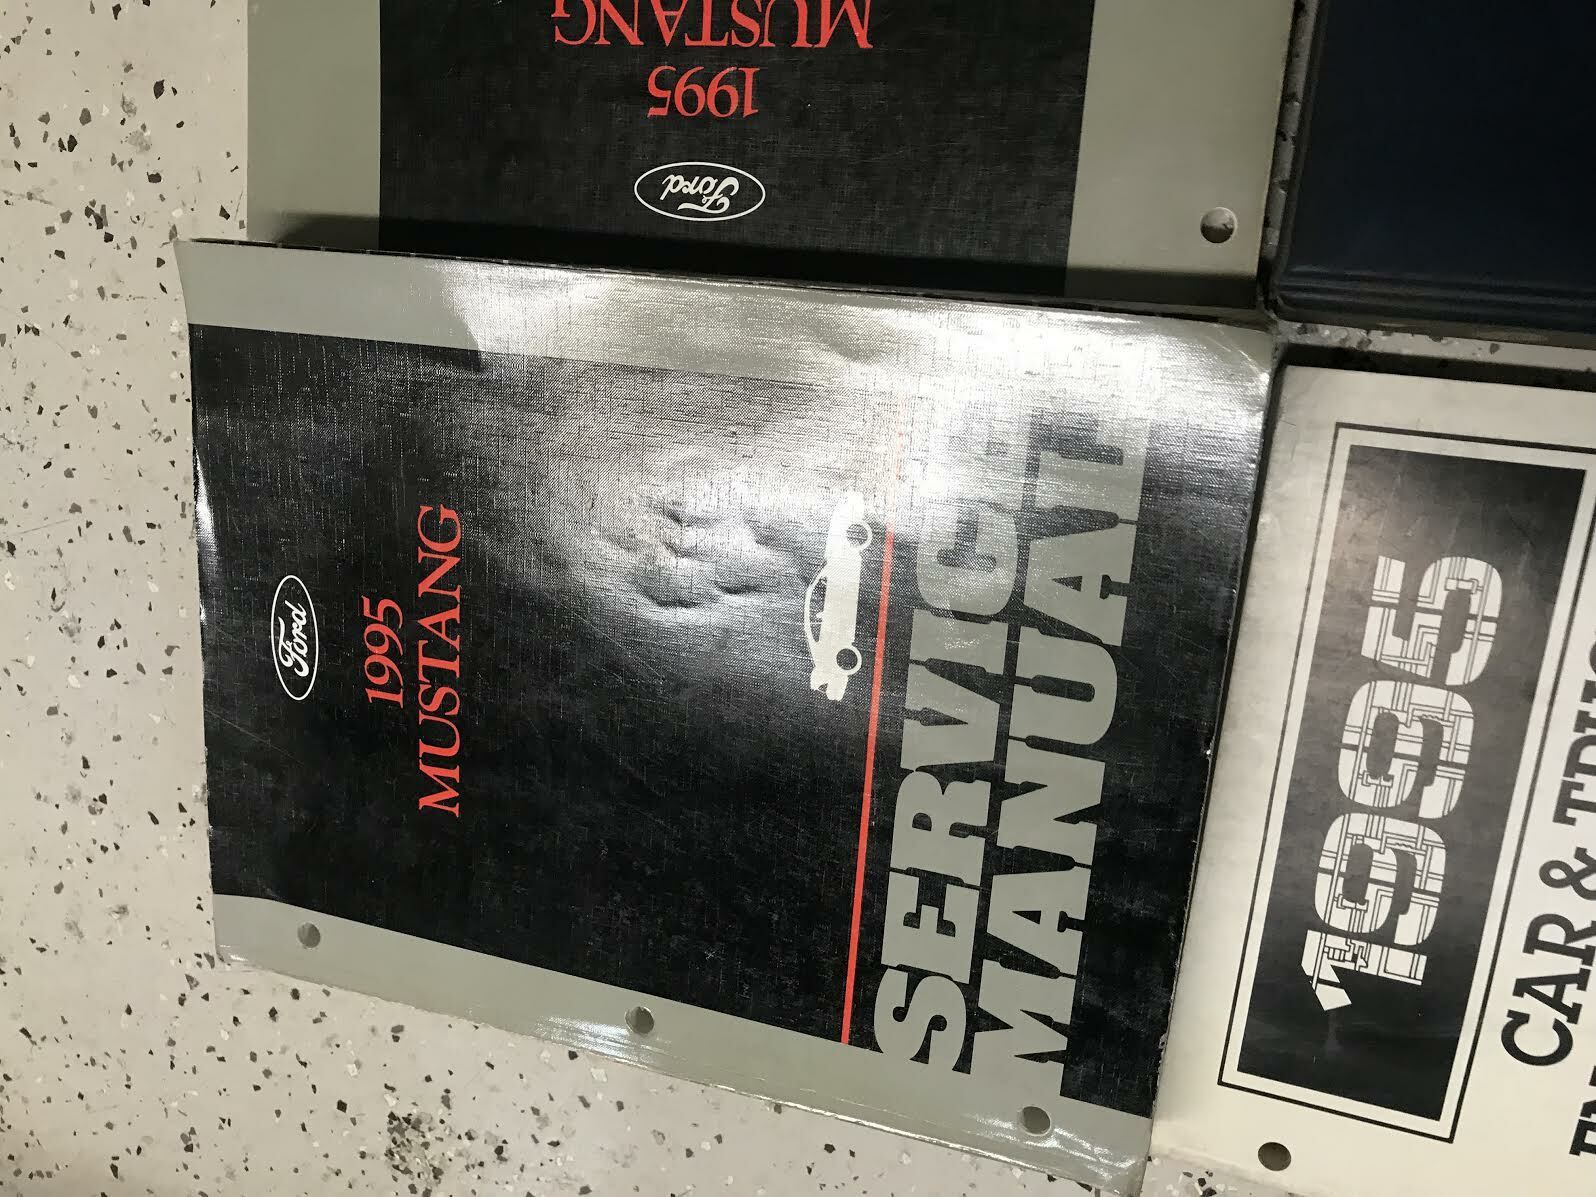 MUSTANG
1995
Ford
Ford
1995
MUSTANG
SERVICE
MANUAL
1995
CAR &